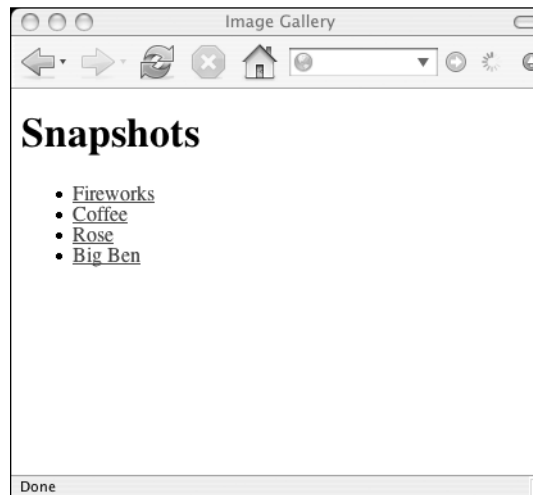 Image Gallery
Snapshots
• Fireworks
• Coffee
• Rose
• Big Ben
Done